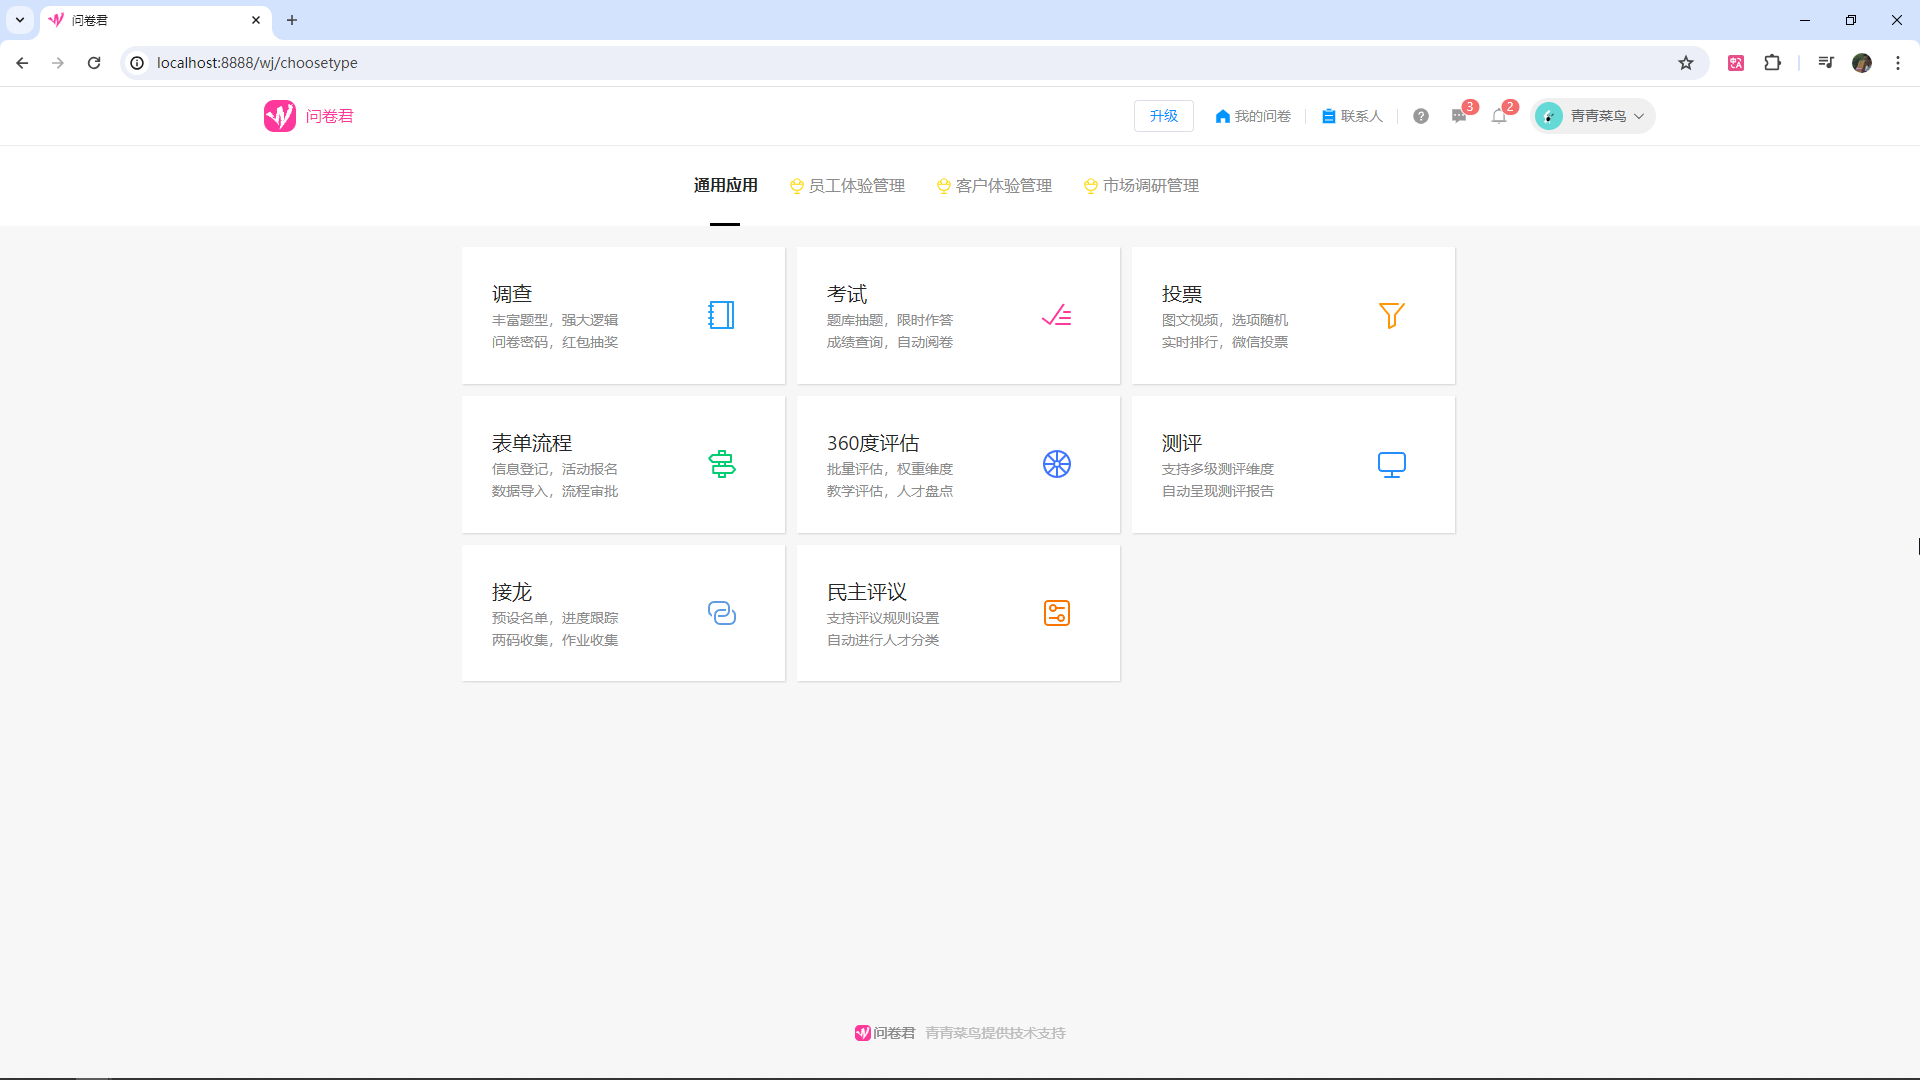 问卷君
localhost:8888/wj/choosetype
问卷君
升级
我的问卷
联系人
3
2
青青菜鸟
通用应用
员工体验管理
客户体验管理
市场调研管理
调查
丰富题型，强大逻辑
问卷密码，红包抽奖
考试
题库抽题，限时作答
成绩查询，自动阅卷
投票
图文视频，选项随机
实时排行，微信投票
表单流程
信息登记，活动报名
数据导入，流程审批
360度评估
批量评估，权重维度
教学评估，人才盘点
测评
支持多级测评维度
自动呈现测评报告
接龙
预设名单，进度跟踪
两码收集，作业收集
民主评议
支持评议规则设置
自动进行人才分类
问卷君 青青菜鸟提供技术支持